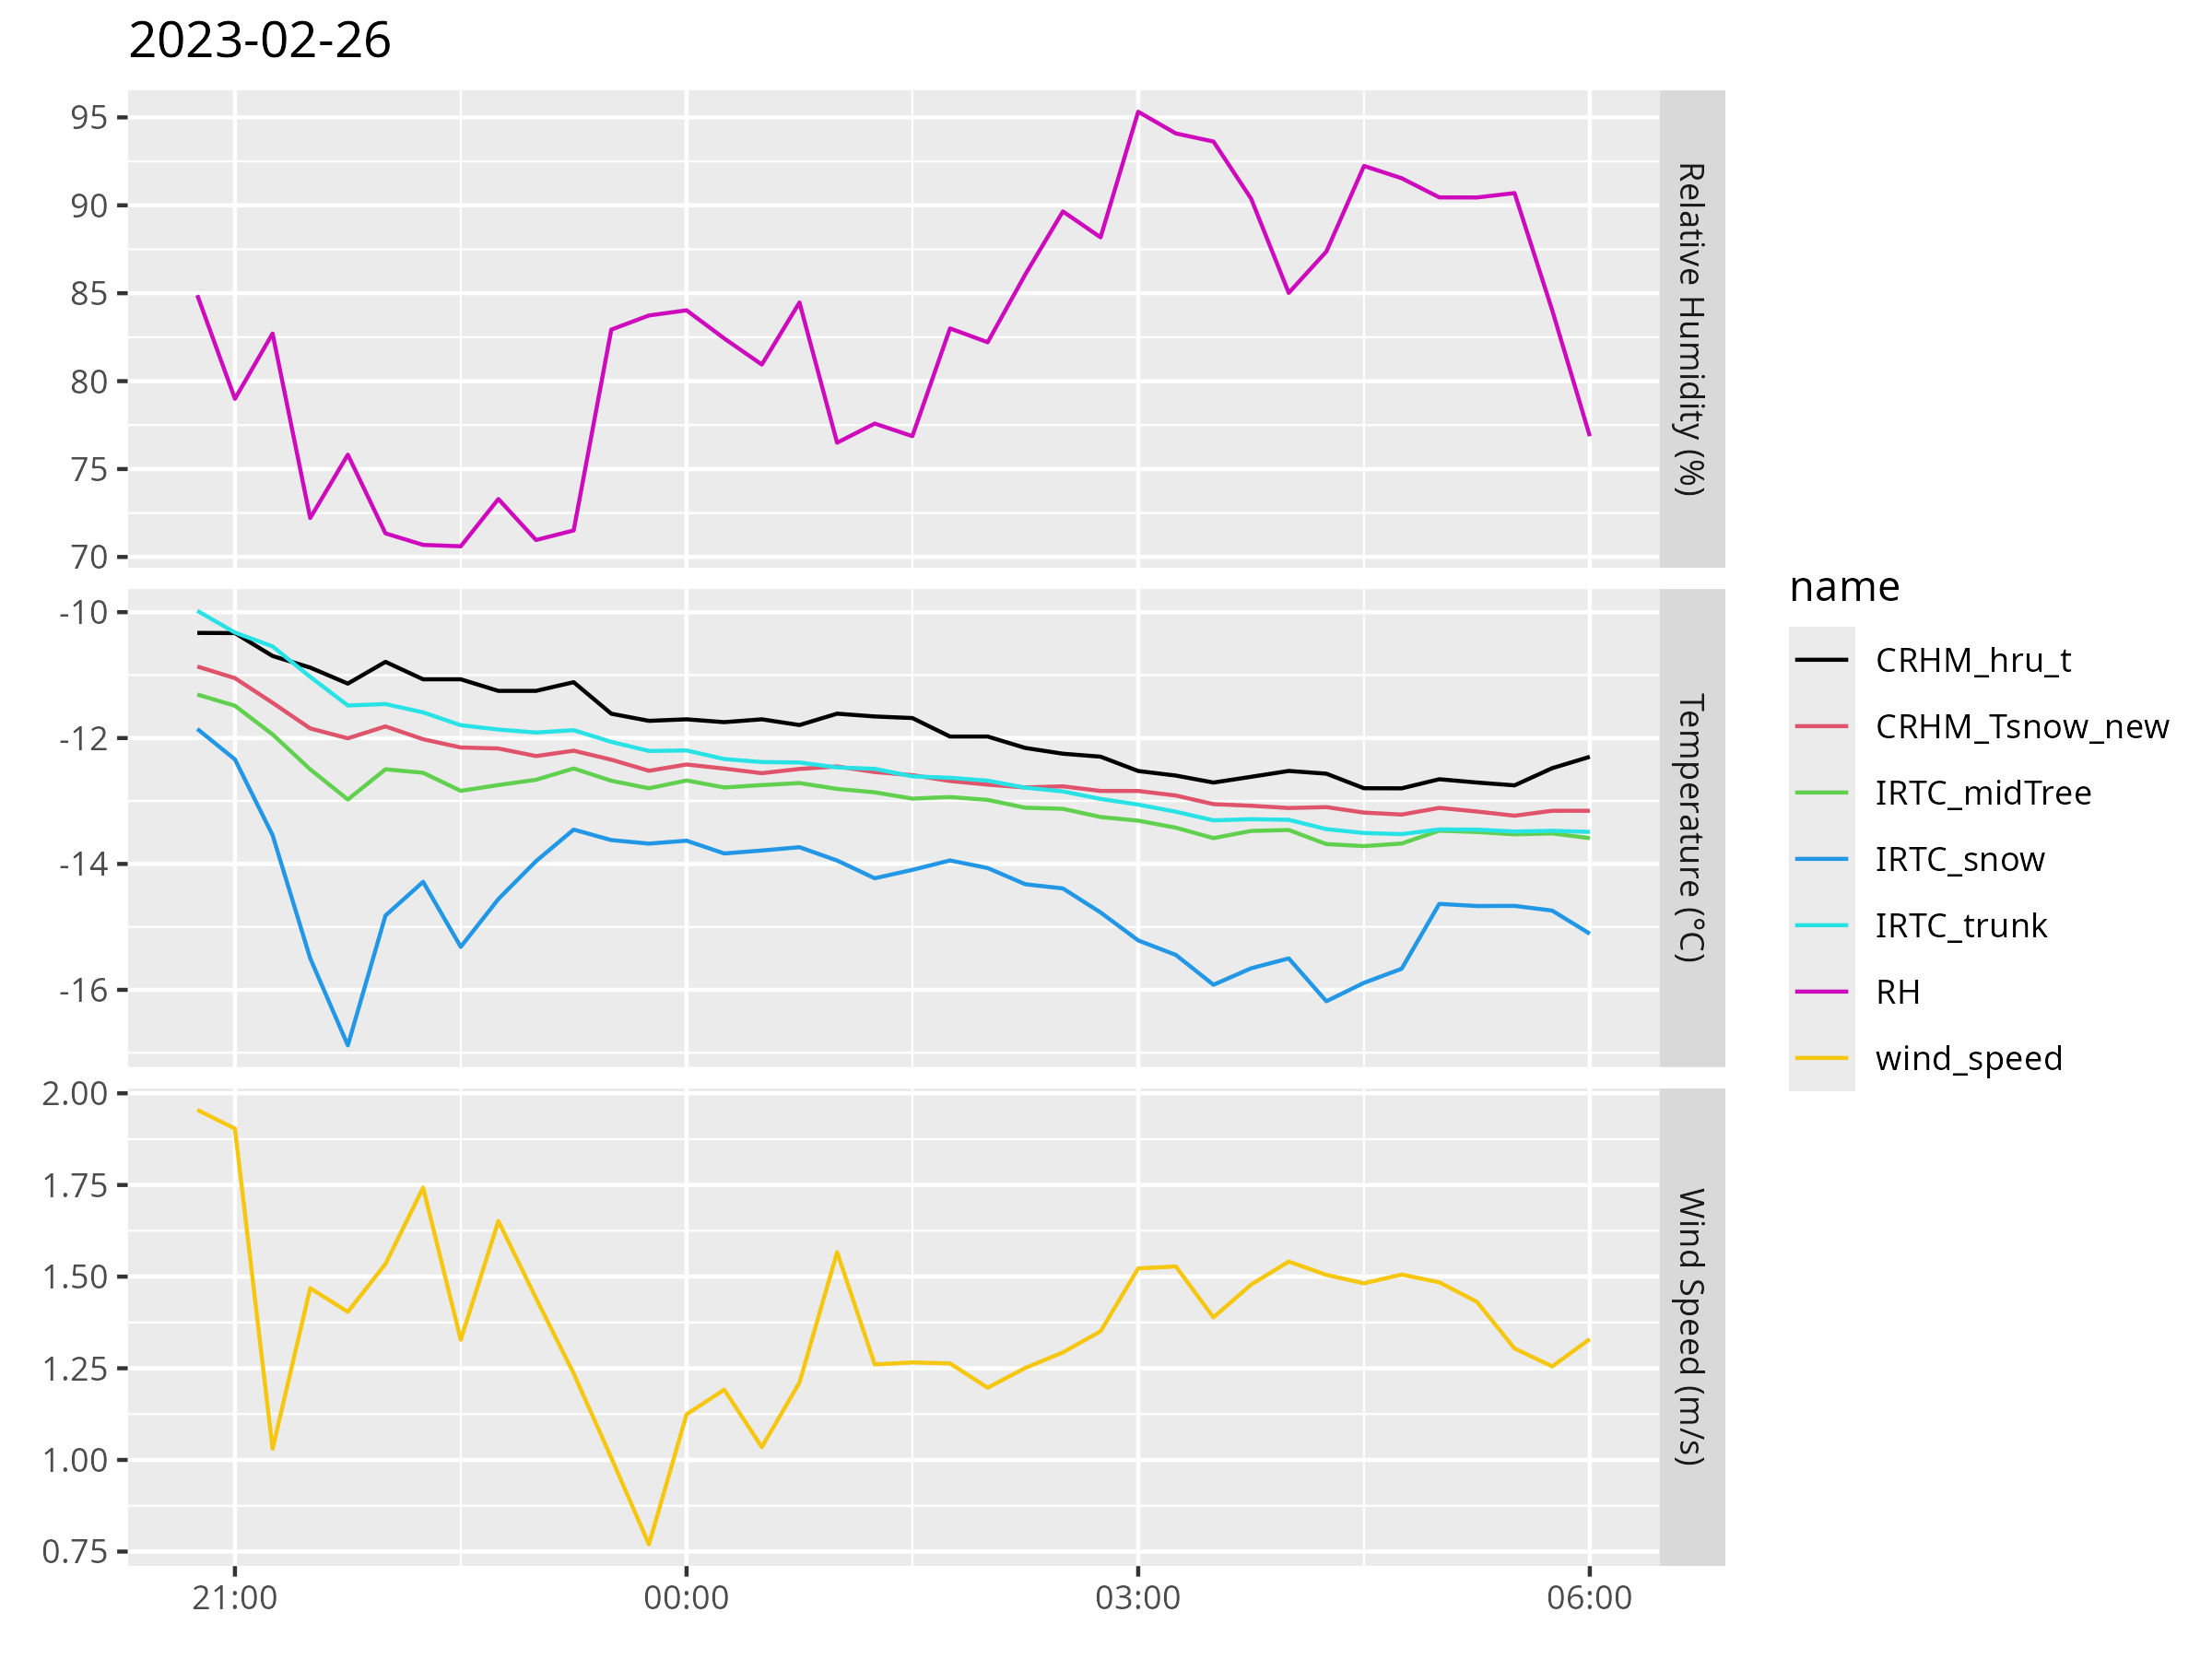 2023-02-26
95
90
85
80
75
70
Relative Humidity (%)
-10
-12
-14
-16
Temperature (°C)
2.00
1.75
1.50
1.25
1.00
0.75
Wind Speed (m/s)
21:00 00:00 03:00 06:00
name
CRHM_hru_t
CRHM_Tsnow_new
IRTC_midTree
IRTC_snow
IRTC_trunk
RH
wind_speed